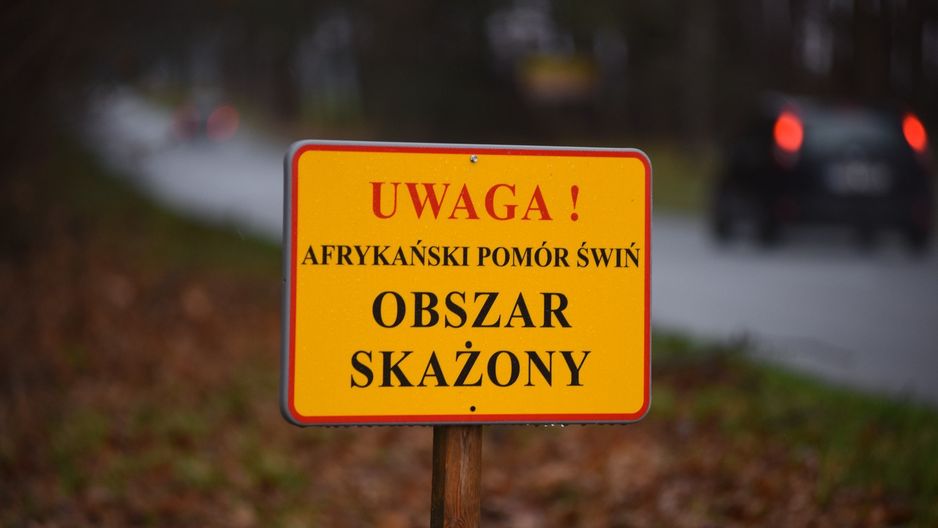 UWAGA !
AFRYKAŃSKI POMÓR ŚWIŃ
OBSZAR
SKAŻONY